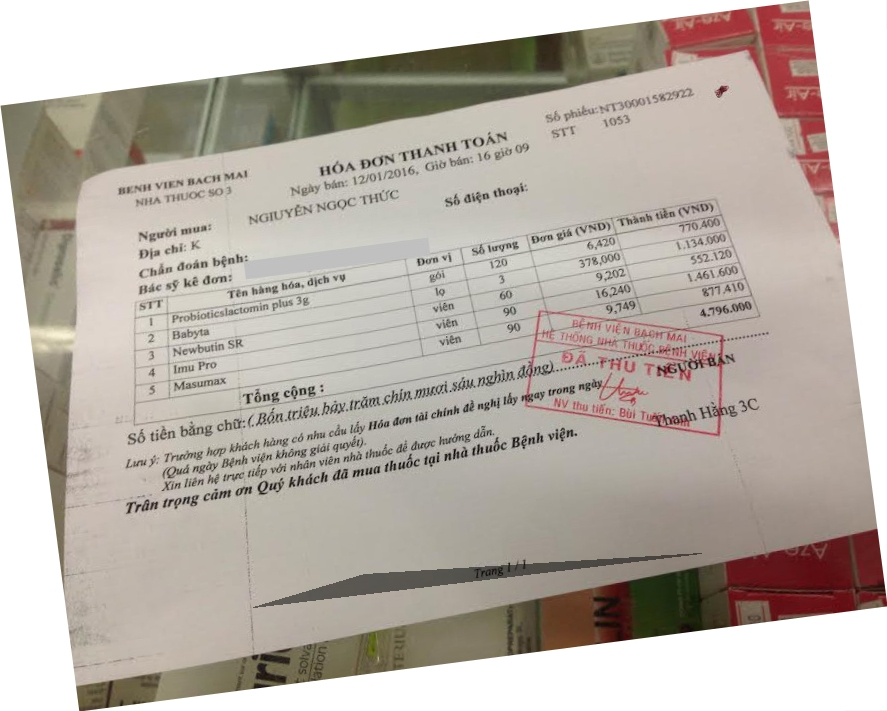 Số phiếu:NT30001582922
STT 1053
BENH VIEN BACH MAI
NHA THUOC SO 3
HÓA ĐƠN THANH TOÁN
Ngày bán: 12/01/2016, Giờ bán: 16 giờ 09
Người mua: NGIUYÊN NGỌC THỨC
Số điện thoại:
Địa chỉ: K
Chẩn đoán bệnh:
Bác sỹ kê đơn:
STT Tên hàng hóa, dịch vụ Đơn vị Số lượng Đơn giá (VND) Thành tiền (VND)
1 Probioticslactomin plus 3g gói 120 6,420 770.400
2 Babyta lọ 3 378,000 1.134.000
3 Newbutin SR viên 60 9,202 552.120
4 Imu Pro viên 90 16,240 1.461.600
5 Masumax viên 90 9,749 877.410
Tổng cộng : 4.796.000
Số tiền bằng chữ: ( Bốn triệu bảy trăm chín mươi sáu nghìn đồng)
Lưu ý: Trường hợp khách hàng có nhu cầu lấy Hóa đơn tài chính đề nghị lấy ngay trong ngày
(Quá ngày Bệnh viện không giải quyết).
Xin liên hệ trực tiếp với nhân viên nhà thuốc để được hướng dẫn.
Trân trọng cảm ơn Quý khách đã mua thuốc tại nhà thuốc Bệnh viện.
BỆNH VIỆN BẠCH MAI
HỆ THỐNG NHÀ THUỐC BỆNH VIỆN
ĐÃ THU TIỀN
NV thu tiền: Bùi
NGƯỜI BÁN
Thanh Hằng 3C
Trang 1 / 1